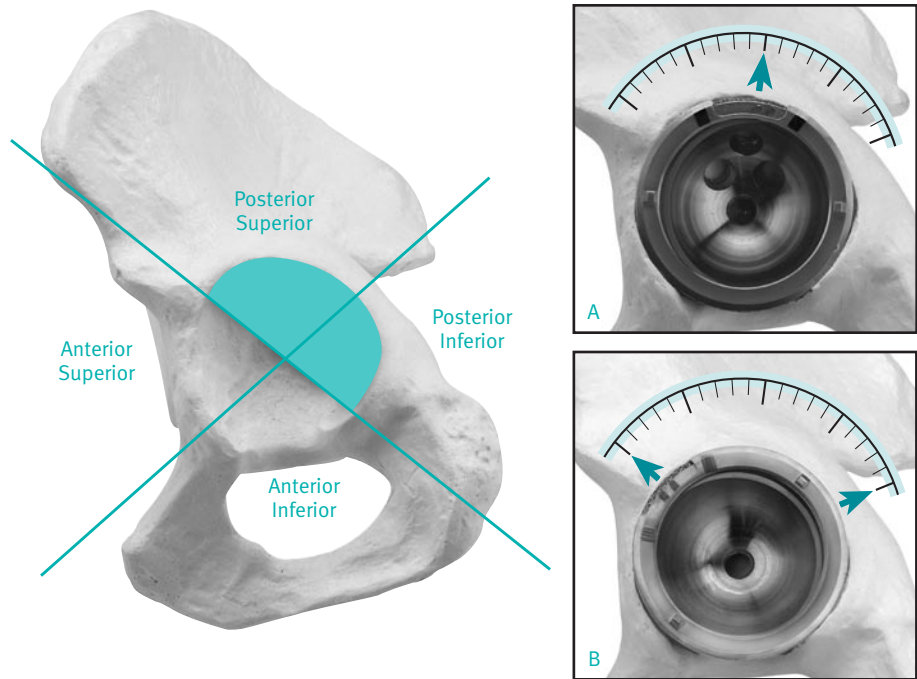 Posterior
Superior
Anterior
Superior
Posterior
Inferior
Anterior
Inferior
A
B